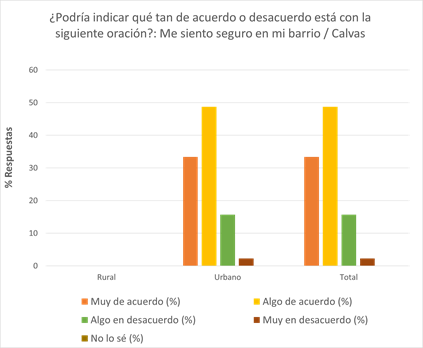 ¿Podría indicar qué tan de acuerdo o desacuerdo está con la
siguiente oración?: Me siento seguro en mi barrio / Calvas
60
50
40
30
20
10
0
% Respuestas
Rural Urbano Total
Muy de acuerdo (%) Algo de acuerdo (%)
Algo en desacuerdo (%) Muy en desacuerdo (%)
No lo sé (%)